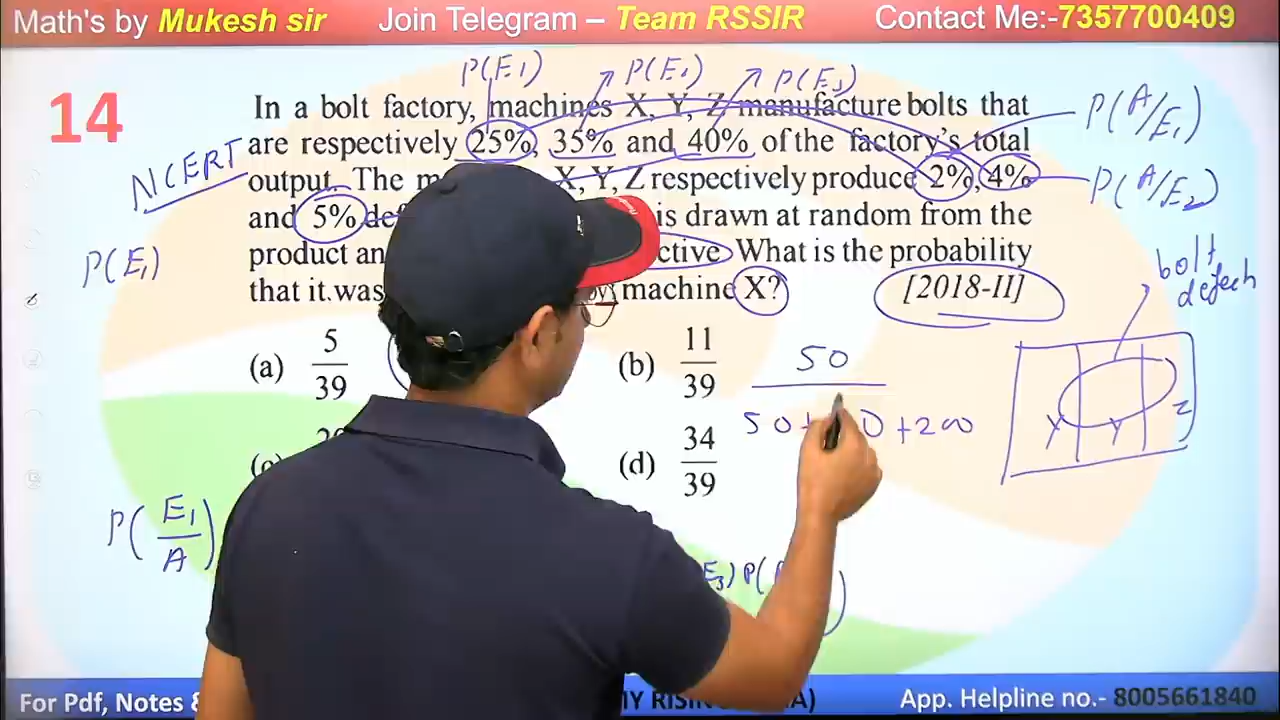 Math's by Mukesh sir Join Telegram – Team RSSIR Contact Me:-7357700409
P(E1) P(E1) P(E3)
14
In a bolt factory, machines X, Y, Z manufacture bolts that
P(A/E1)
NCERT
are respectively 25%, 35% and 40% of the factory's total
output. The X, Y, Z respectively produce 2%, 4%
P(A/E2)
and 5% is drawn at random from the
P(E1)
product What is the probability
bolt
that it was machine X? [2018-II]
(a) 5/39
(b) 11/39
50
50+ 0+200
X Y Z
(d) 34/39
P(E1/A)
E3) P(
For Pdf, Notes & App. Helpline no.- 8005661840